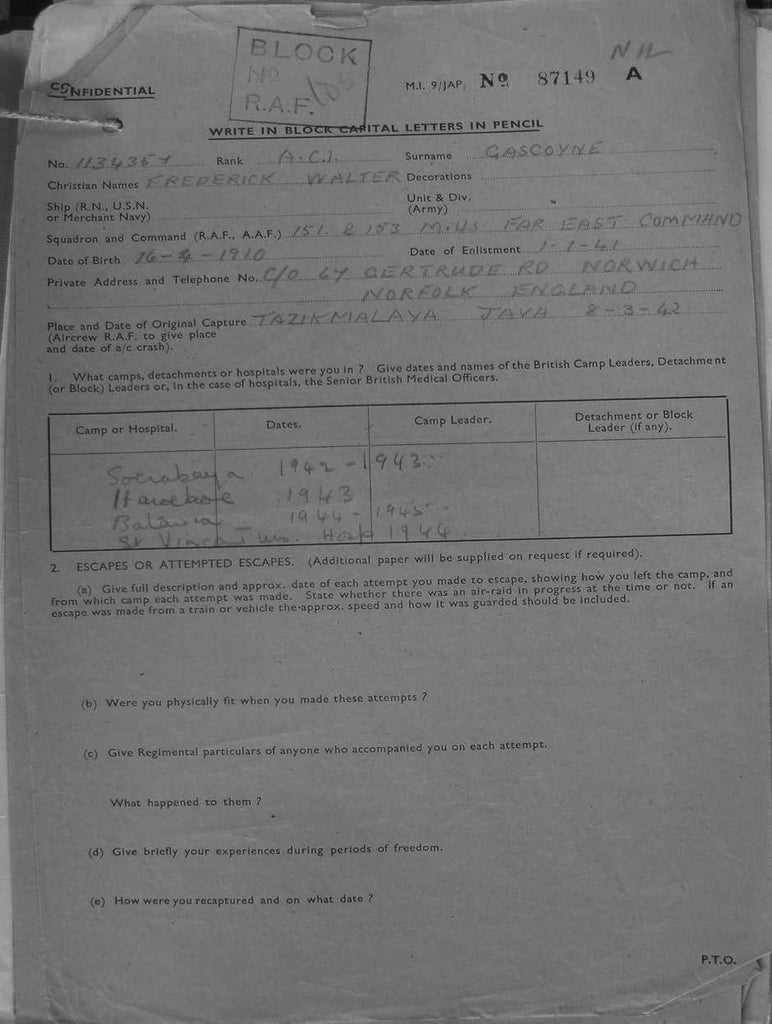 NIL
BLOCK
No
R.A.F.
CONFIDENTIAL
M.I. 9/JAP, No 87149 A
WRITE IN BLOCK CAPITAL LETTERS IN PENCIL
No. 1134367 Rank A.C.1. Surname GASCOYNE
Christian Names FREDERICK WALTER Decorations
Ship (R.N., U.S.N. or Merchant Navy)
Unit & Div. (Army)
Squadron and Command (R.A.F., A.A.F.) 151 & 153 M.US FAR EAST COMMAND
Date of Birth 16-4-1910 Date of Enlistment 1-1-41
Private Address and Telephone No. C/O 67 GERTRUDE RD NORWICH
NORFOLK ENGLAND
Place and Date of Original Capture TAZIKMALAYA JAVA 8-3-42
(Aircrew R.A.F. to give place
and date of a/c crash).
1. What camps, detachments or hospitals were you in ? Give dates and names of the British Camp Leaders, Detachment
(or Block) Leaders or, in the case of hospitals, the Senior British Medical Officers.
Camp or Hospital. Dates. Camp Leader. Detachment or Block Leader (if any).
Soerabaya 1942 - 1943
1943
Batavia 1944 - 1945
St Vincentius. Hosp 1944
2. ESCAPES OR ATTEMPTED ESCAPES. (Additional paper will be supplied on request if required).
(a) Give full description and approx. date of each attempt you made to escape, showing how you left the camp, and
from which camp each attempt was made. State whether there was an air-raid in progress at the time or not. If an
escape was made from a train or vehicle the approx. speed and how it was guarded should be included.
(b) Were you physically fit when you made these attempts ?
(c) Give Regimental particulars of anyone who accompanied you on each attempt.
What happened to them ?
(d) Give briefly your experiences during periods of freedom.
(e) How were you recaptured and on what date ?
P.T.O.